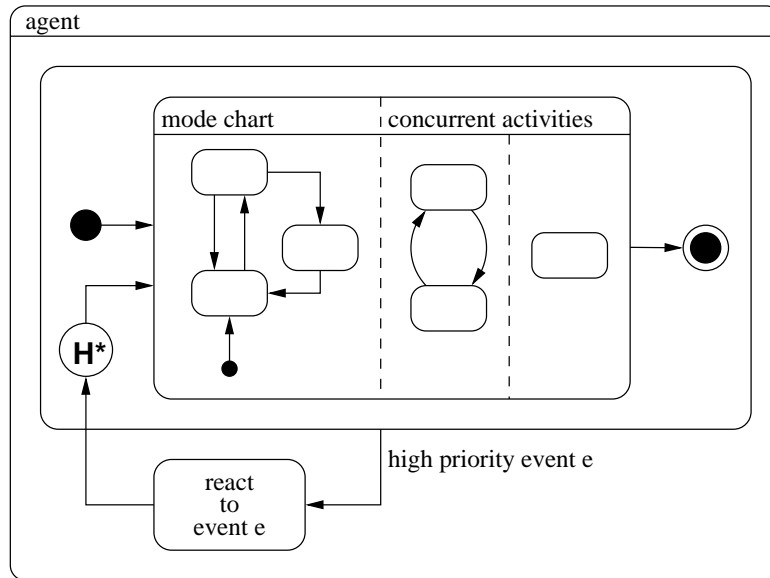 agent
mode chart
concurrent activities
H*
high priority event e
react
to
event e